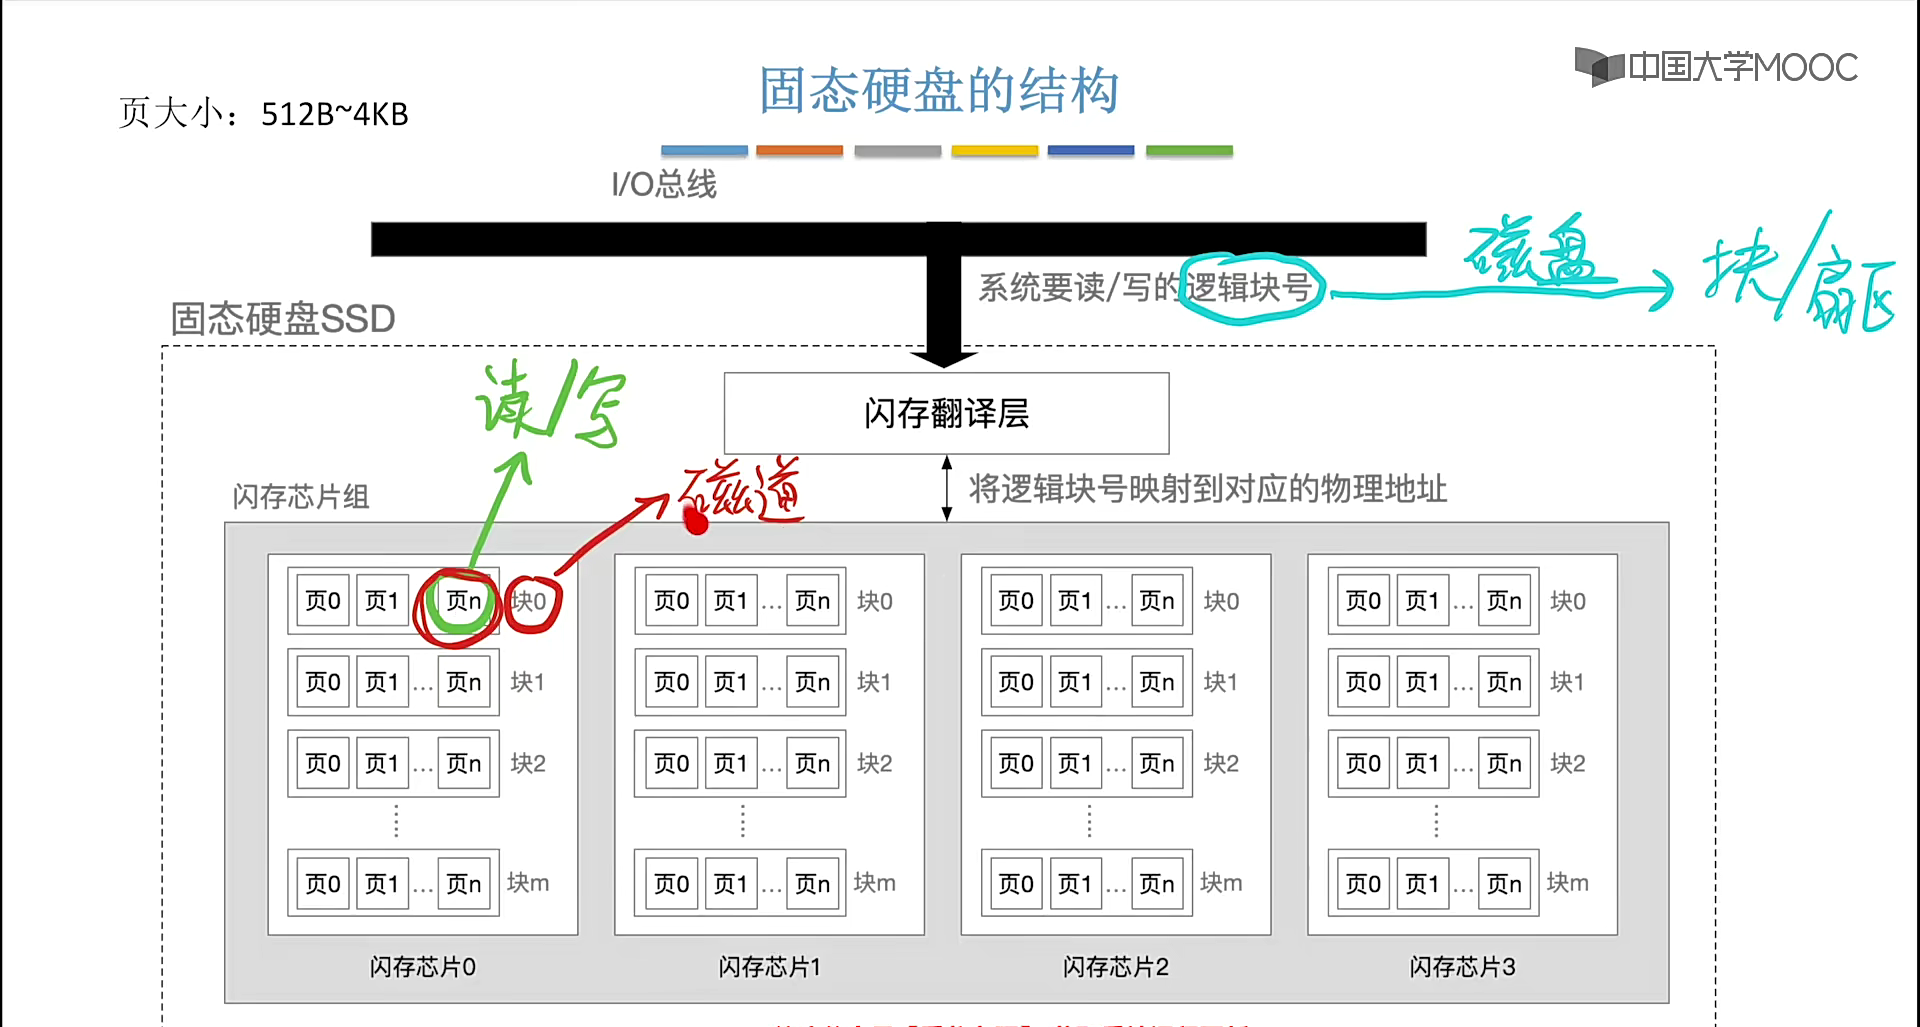 中国大学MOOC
固态硬盘的结构
页大小：512B~4KB
I/O总线
系统要读/写的逻辑块号
磁盘
块/扇区
固态硬盘SSD
读/写
闪存翻译层
磁道
闪存芯片组
将逻辑块号映射到对应的物理地址
页0 页1 页n 块0 页0 页1 … 页n 块0 页0 页1 … 页n 块0 页0 页1 … 页n 块0
页0 页1 … 页n 块1 页0 页1 … 页n 块1 页0 页1 … 页n 块1 页0 页1 … 页n 块1
页0 页1 … 页n 块2 页0 页1 … 页n 块2 页0 页1 … 页n 块2 页0 页1 … 页n 块2
页0 页1 … 页n 块m 页0 页1 … 页n 块m 页0 页1 … 页n 块m 页0 页1 … 页n 块m
闪存芯片0 闪存芯片1 闪存芯片2 闪存芯片3